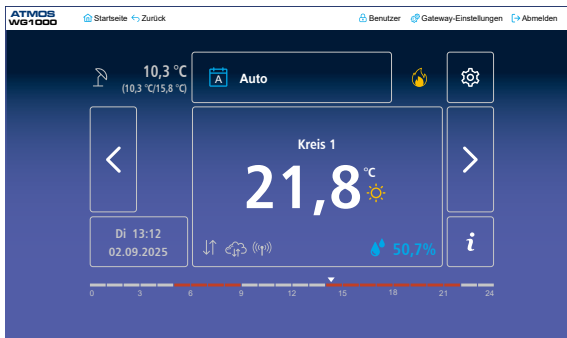 ATMOS
WG1000
Startseite Zurück
Benutzer Gateway-Einstellungen Abmelden
10,3 °C
(10,3 °C/15,8 °C)
A Auto
Kreis 1
21,8 °C
Di 13:12
02.09.2025
50,7%
i
0 3 6 9 12 15 18 21 24